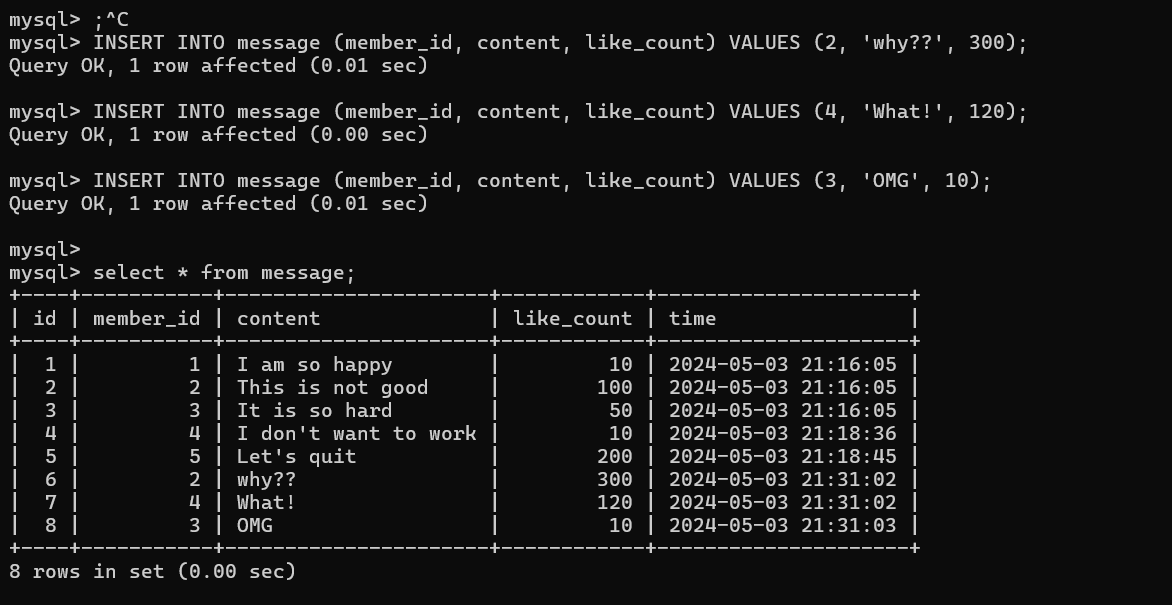 mysql> ;^C
mysql> INSERT INTO message (member_id, content, like_count) VALUES (2, 'why??', 300);
Query OK, 1 row affected (0.01 sec)

mysql> INSERT INTO message (member_id, content, like_count) VALUES (4, 'What!', 120);
Query OK, 1 row affected (0.00 sec)

mysql> INSERT INTO message (member_id, content, like_count) VALUES (3, 'OMG', 10);
Query OK, 1 row affected (0.01 sec)

mysql>
mysql> select * from message;
+----+-----------+----------------------+------------+---------------------+
| id | member_id | content              | like_count | time                |
+----+-----------+----------------------+------------+---------------------+
|  1 |         1 | I am so happy        |         10 | 2024-05-03 21:16:05 |
|  2 |         2 | This is not good     |        100 | 2024-05-03 21:16:05 |
|  3 |         3 | It is so hard        |         50 | 2024-05-03 21:16:05 |
|  4 |         4 | I don't want to work |         10 | 2024-05-03 21:18:36 |
|  5 |         5 | Let's quit           |        200 | 2024-05-03 21:18:45 |
|  6 |         2 | why??                |        300 | 2024-05-03 21:31:02 |
|  7 |         4 | What!                |        120 | 2024-05-03 21:31:02 |
|  8 |         3 | OMG                  |         10 | 2024-05-03 21:31:03 |
+----+-----------+----------------------+------------+---------------------+
8 rows in set (0.00 sec)